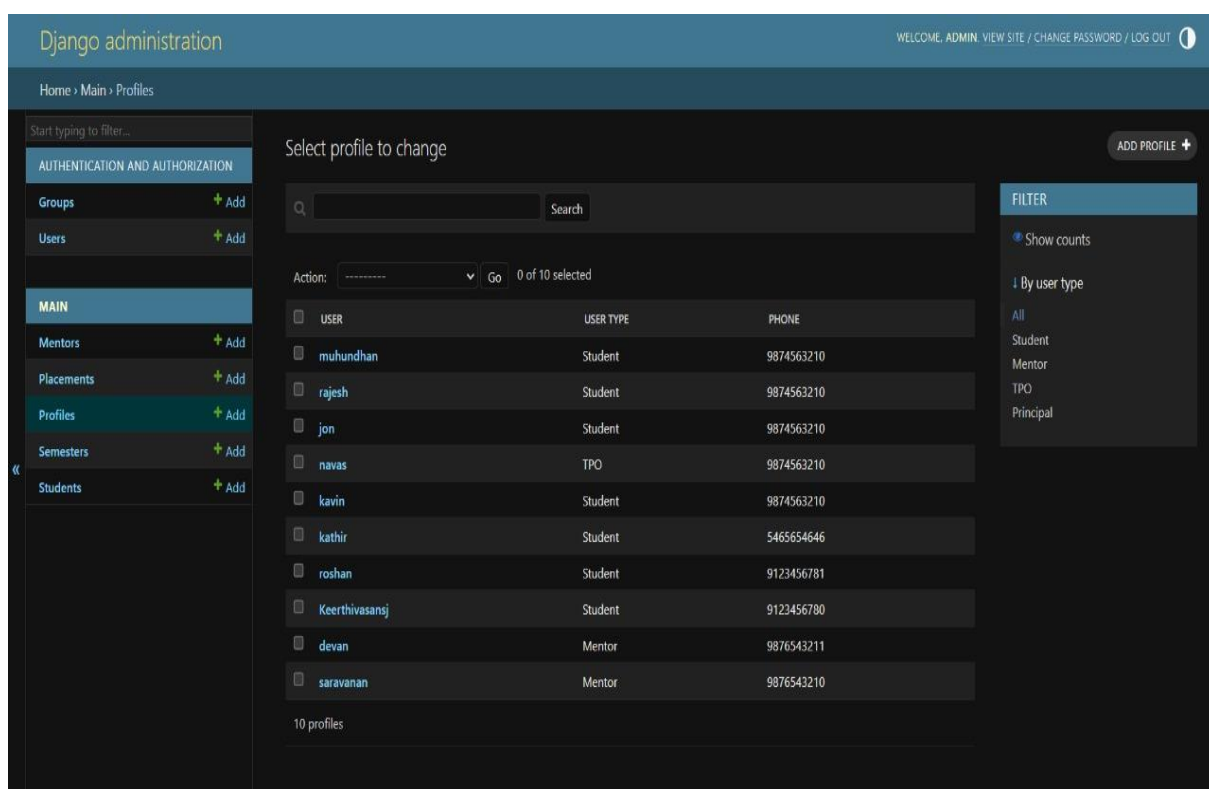 Django administration
WELCOME, ADMIN. VIEW SITE / CHANGE PASSWORD / LOG OUT
Home › Main › Profiles
Start typing to filter...
AUTHENTICATION AND AUTHORIZATION
Groups + Add
Users + Add
MAIN
Mentors + Add
Placements + Add
Profiles + Add
Semesters + Add
Students + Add
«
Select profile to change
ADD PROFILE +
Search
Action: --------- Go 0 of 10 selected
USER USER TYPE PHONE
muhundhan Student 9874563210
rajesh Student 9874563210
jon Student 9874563210
navas TPO 9874563210
kavin Student 9874563210
kathir Student 5465654646
roshan Student 9123456781
Keerthivasansj Student 9123456780
devan Mentor 9876543211
saravanan Mentor 9876543210
10 profiles
FILTER
Show counts
↓ By user type
All
Student
Mentor
TPO
Principal